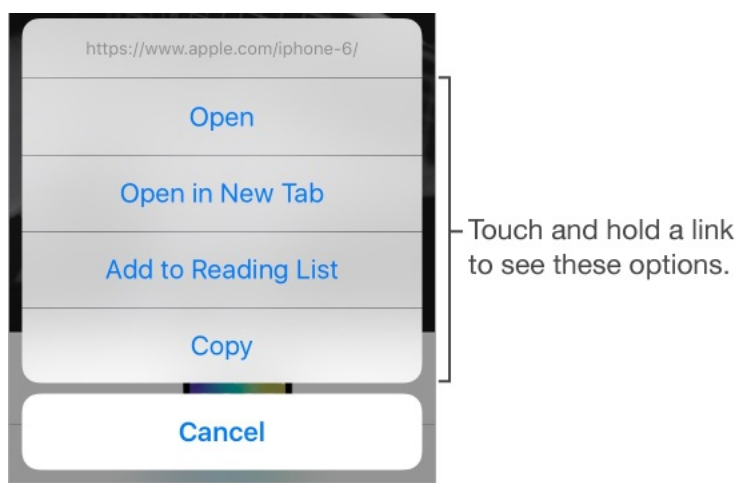 https://www.apple.com/iphone-6/
Open
Open in New Tab
Add to Reading List
Copy
Cancel
Touch and hold a link
to see these options.